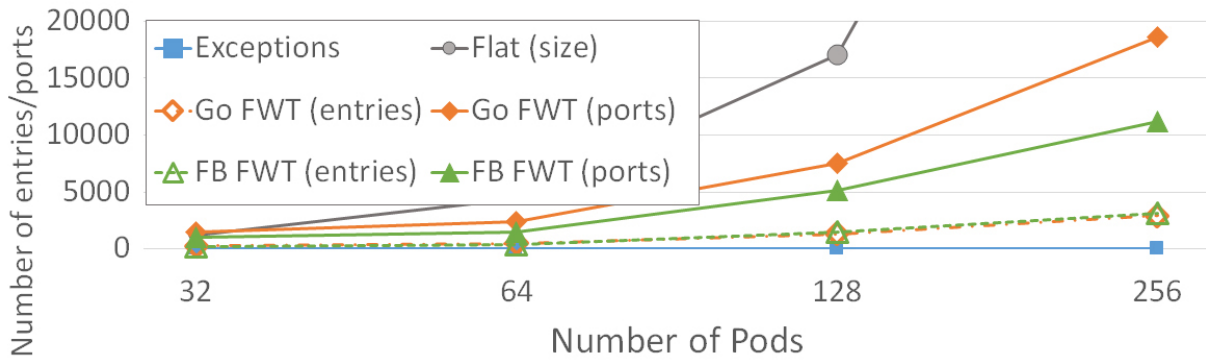 Number of entries/ports
20000
15000
10000
5000
0
Exceptions
Flat (size)
Go FWT (entries)
Go FWT (ports)
FB FWT (entries)
FB FWT (ports)
32
64
128
256
Number of Pods